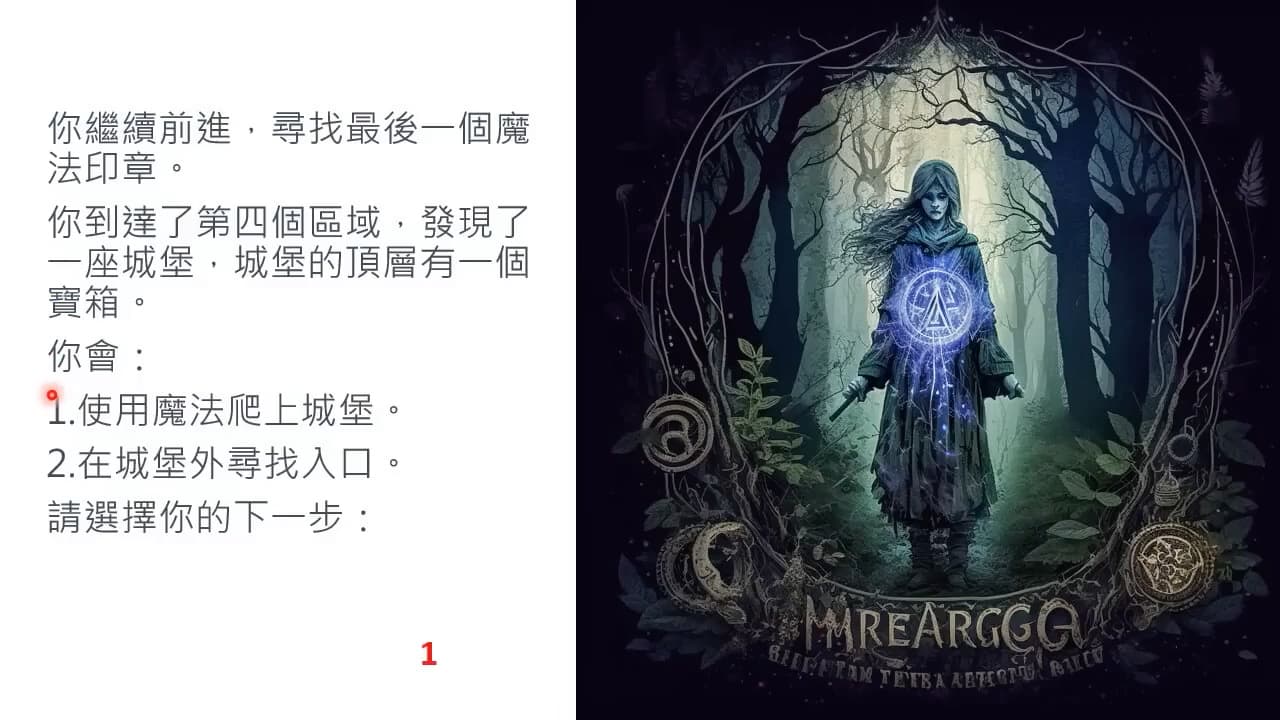 你繼續前進，尋找最後一個魔
法印章。
你到達了第四個區域，發現了
一座城堡，城堡的頂層有一個
寶箱。
你會：
1.使用魔法爬上城堡。
2.在城堡外尋找入口。
請選擇你的下一步：
1
MREARGGO